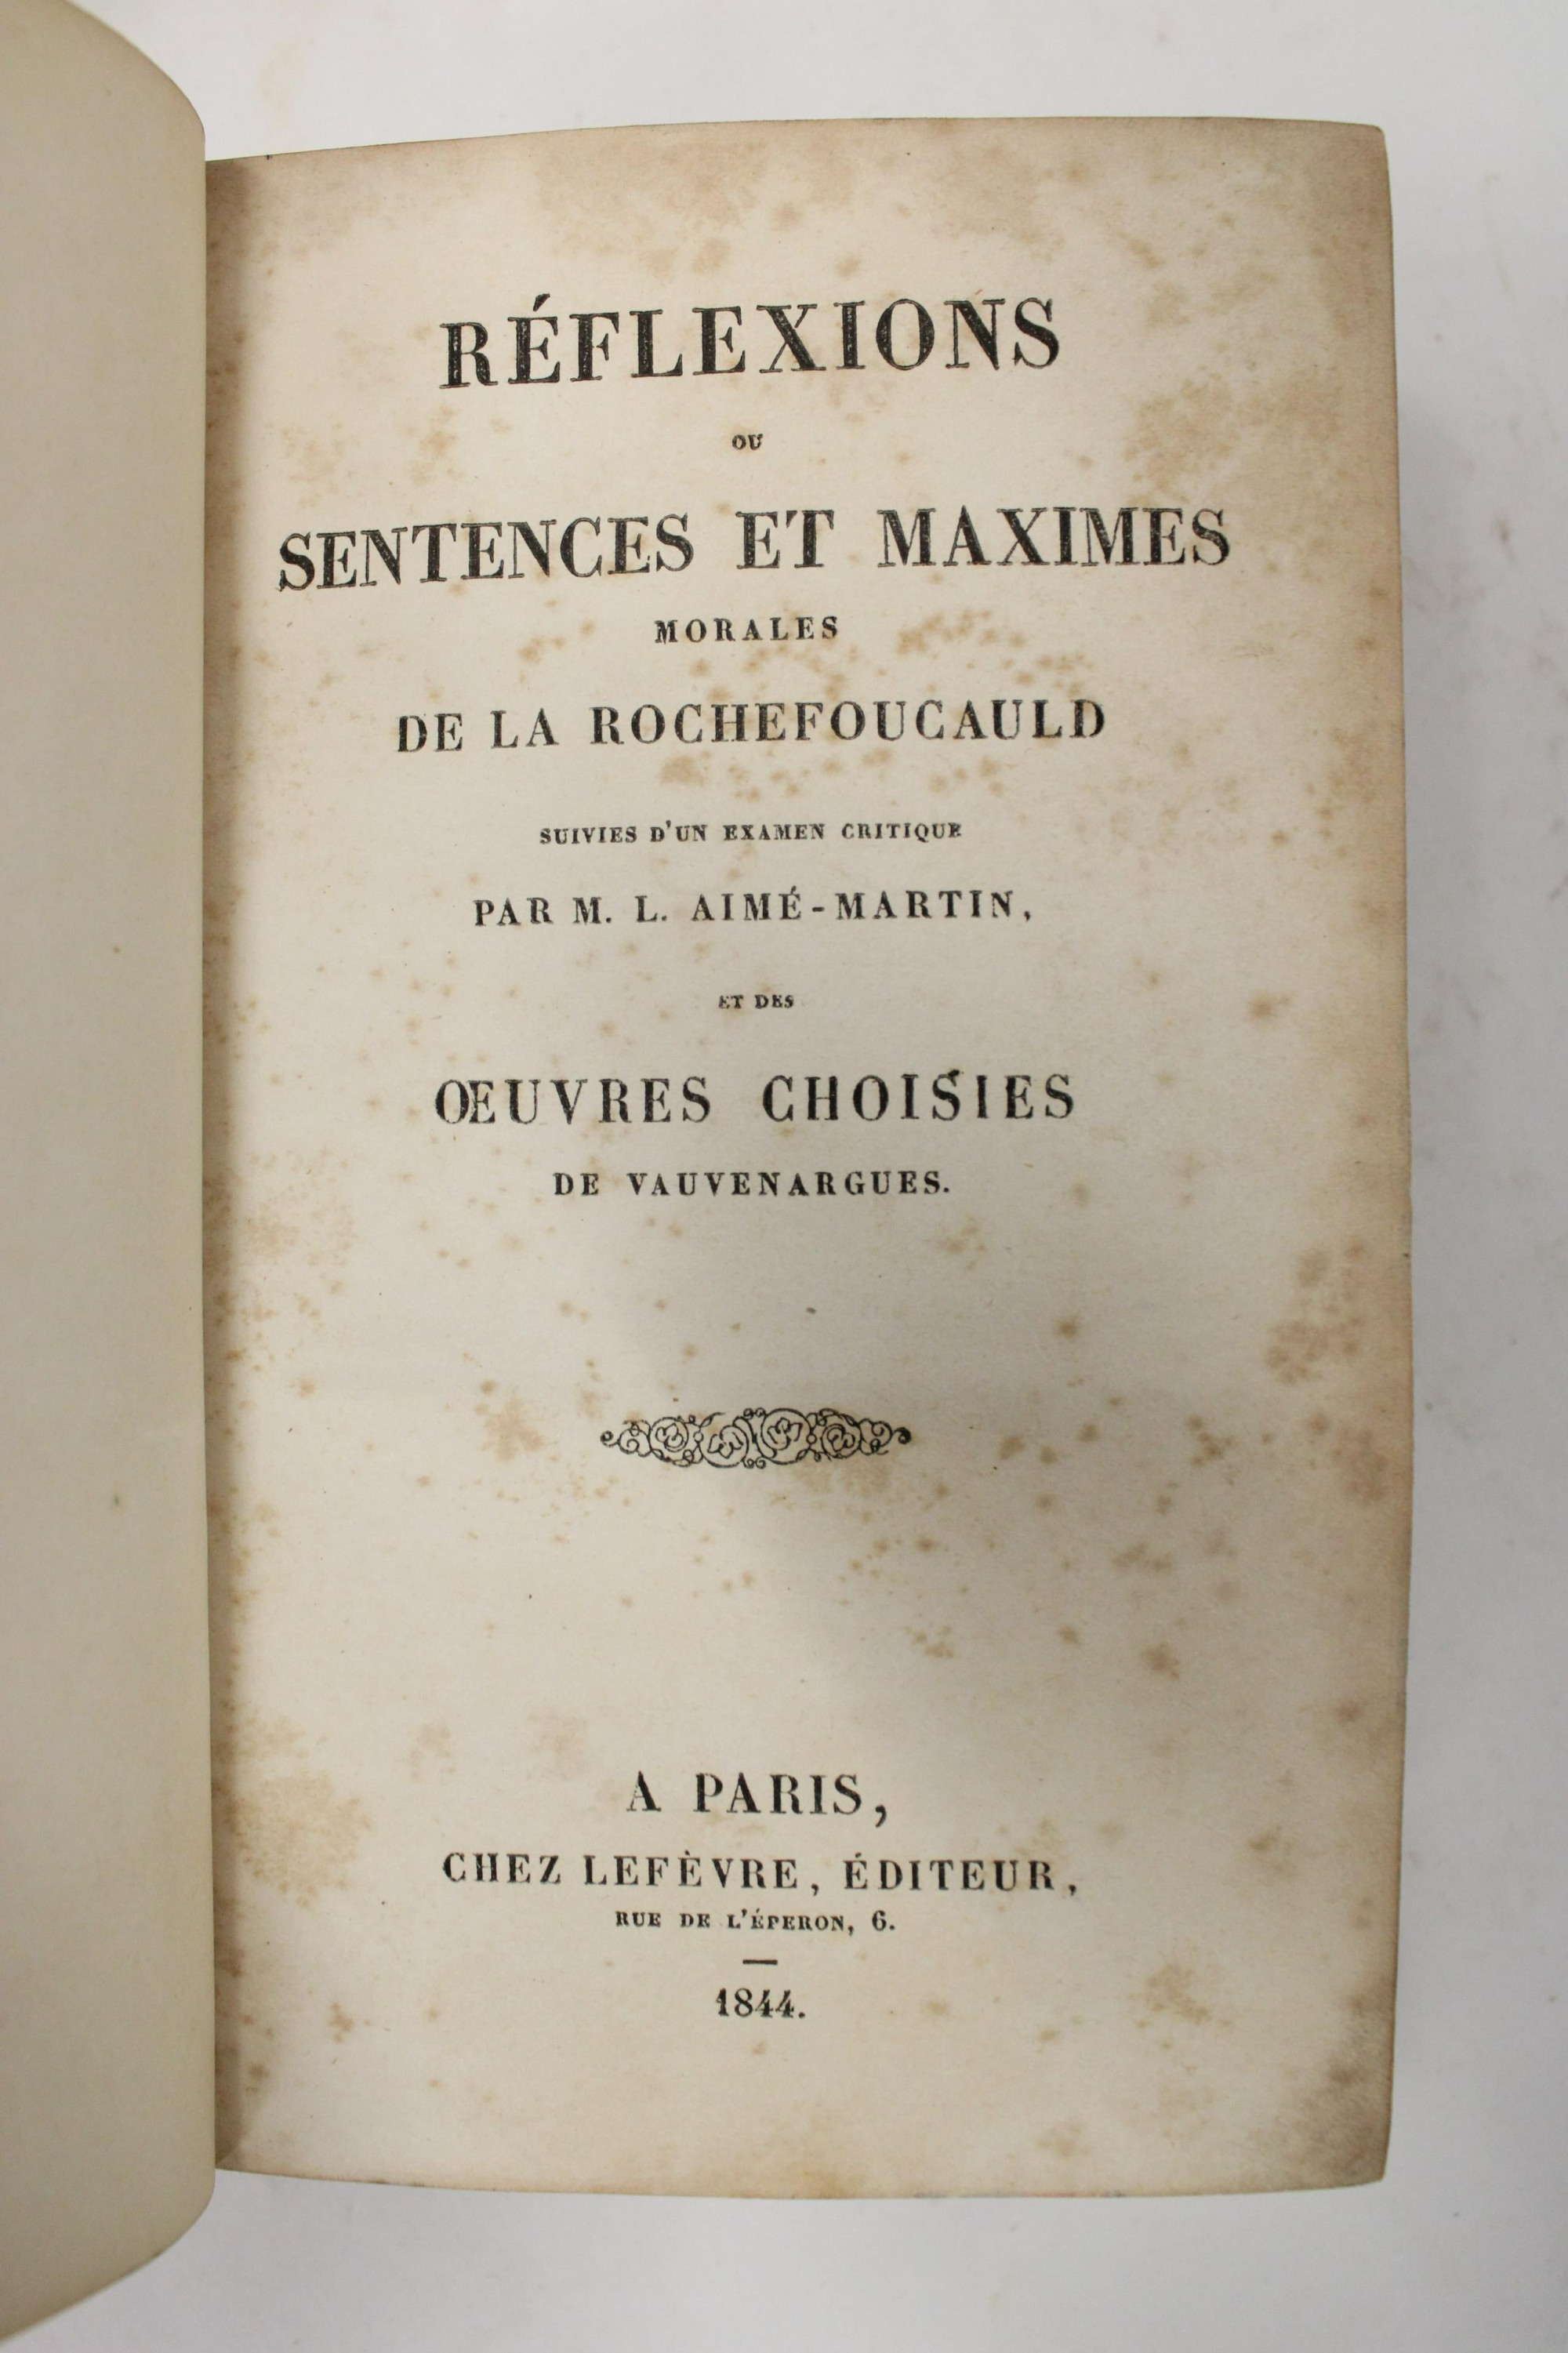 RÉFLEXIONS
OU
SENTENCES ET MAXIMES
MORALES
DE LA ROCHEFOUCAULD
SUIVIES D'UN EXAMEN CRITIQUE
PAR M. L. AIMÉ-MARTIN,
ET DES
ŒUVRES CHOISIES
DE VAUVENARGUES.
A PARIS,
CHEZ LEFÈVRE, ÉDITEUR,
RUE DE L'ÉPERON, 6.
1844.